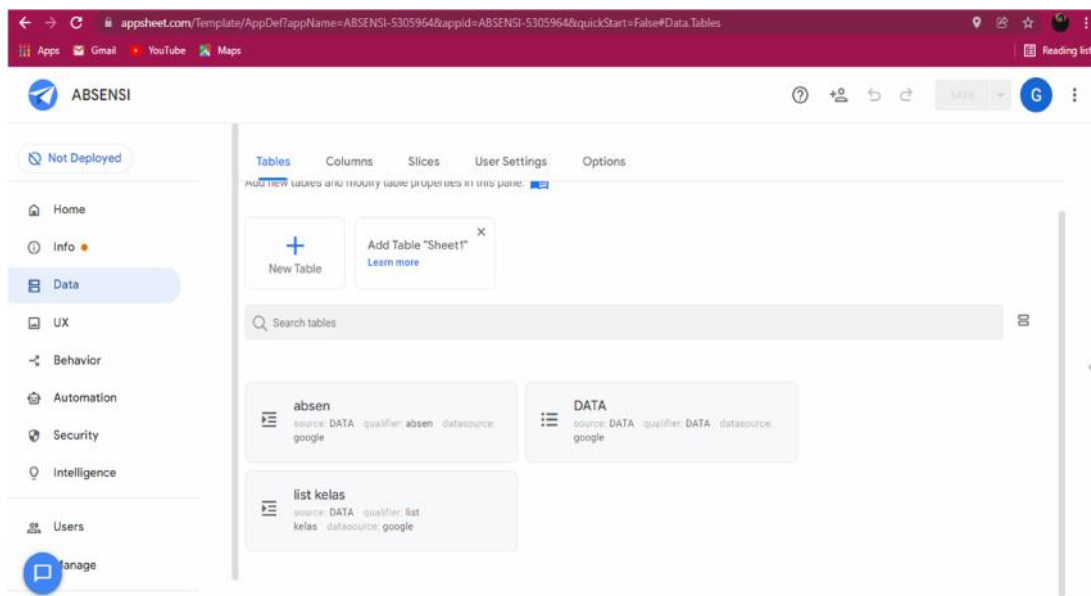 appsheet.com/Template/AppDef?appName=ABSENSI-5305964&appId=ABSENSI-5305964&quickStart=False#Data.Tables
Apps Gmail YouTube Maps Reading list
ABSENSI
SAVE
G
Not Deployed
Tables Columns Slices User Settings Options
Add new tables and modify table properties in this pane.
Home
Info
Data
UX
Behavior
Automation
Security
Intelligence
Users
Manage
New Table
Add Table "Sheet1"
Learn more
Search tables
absen
source: DATA qualifier: absen datasource:
google
DATA
source: DATA qualifier: DATA datasource:
google
list kelas
source: DATA qualifier: list
kelas datasource: google